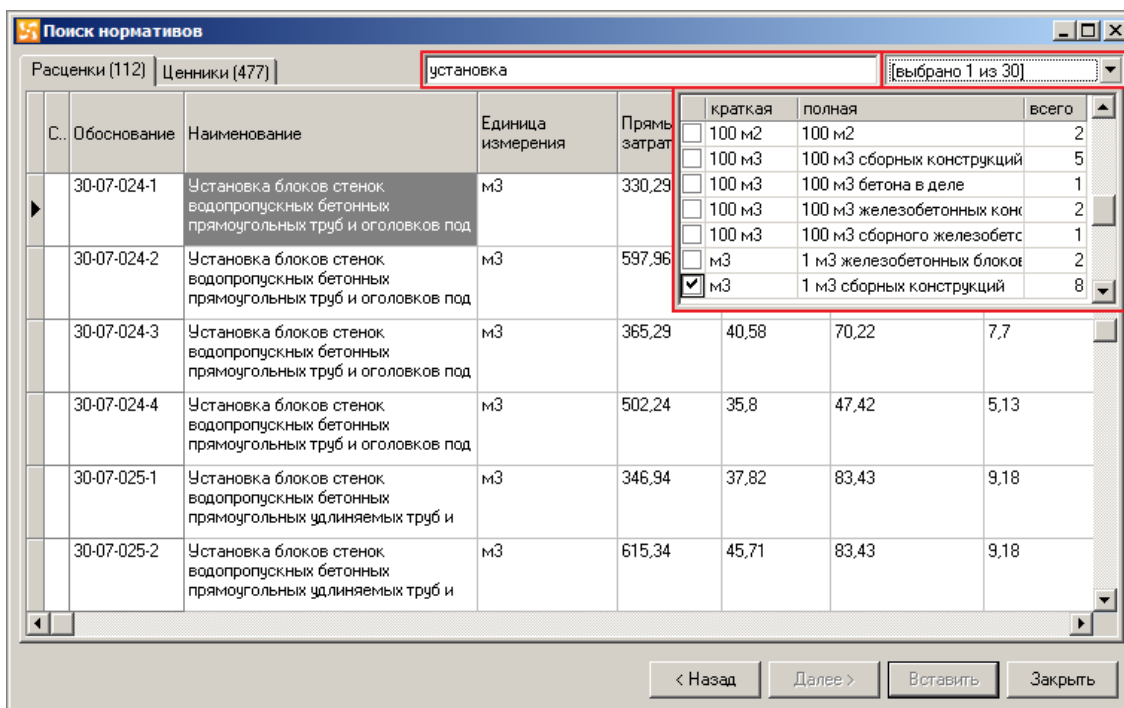 Поиск нормативов
Расценки (112) Ценники (477) установка [выбрано 1 из 30]
С.. Обоснование Наименование Единица измерения Прямь затрат
краткая полная всего
100 м2 100 м2 2
100 м3 100 м3 сборных конструкций 5
100 м3 100 м3 бетона в деле 1
100 м3 100 м3 железобетонных конс 2
100 м3 100 м3 сборного железобетс 1
м3 1 м3 железобетонных блоков 2
м3 1 м3 сборных конструкций 8
30-07-024-1 Установка блоков стенок м3 330,29
водопропускных бетонных
прямоугольных труб и оголовков под
30-07-024-2 Установка блоков стенок м3 597,96
водопропускных бетонных
прямоугольных труб и оголовков под
30-07-024-3 Установка блоков стенок м3 365,29 40,58 70,22 7,7
водопропускных бетонных
прямоугольных труб и оголовков под
30-07-024-4 Установка блоков стенок м3 502,24 35,8 47,42 5,13
водопропускных бетонных
прямоугольных труб и оголовков под
30-07-025-1 Установка блоков стенок м3 346,94 37,82 83,43 9,18
водопропускных бетонных
прямоугольных удлиняемых труб и
30-07-025-2 Установка блоков стенок м3 615,34 45,71 83,43 9,18
водопропускных бетонных
прямоугольных удлиняемых труб и
< Назад Далее > Вставить Закрыть